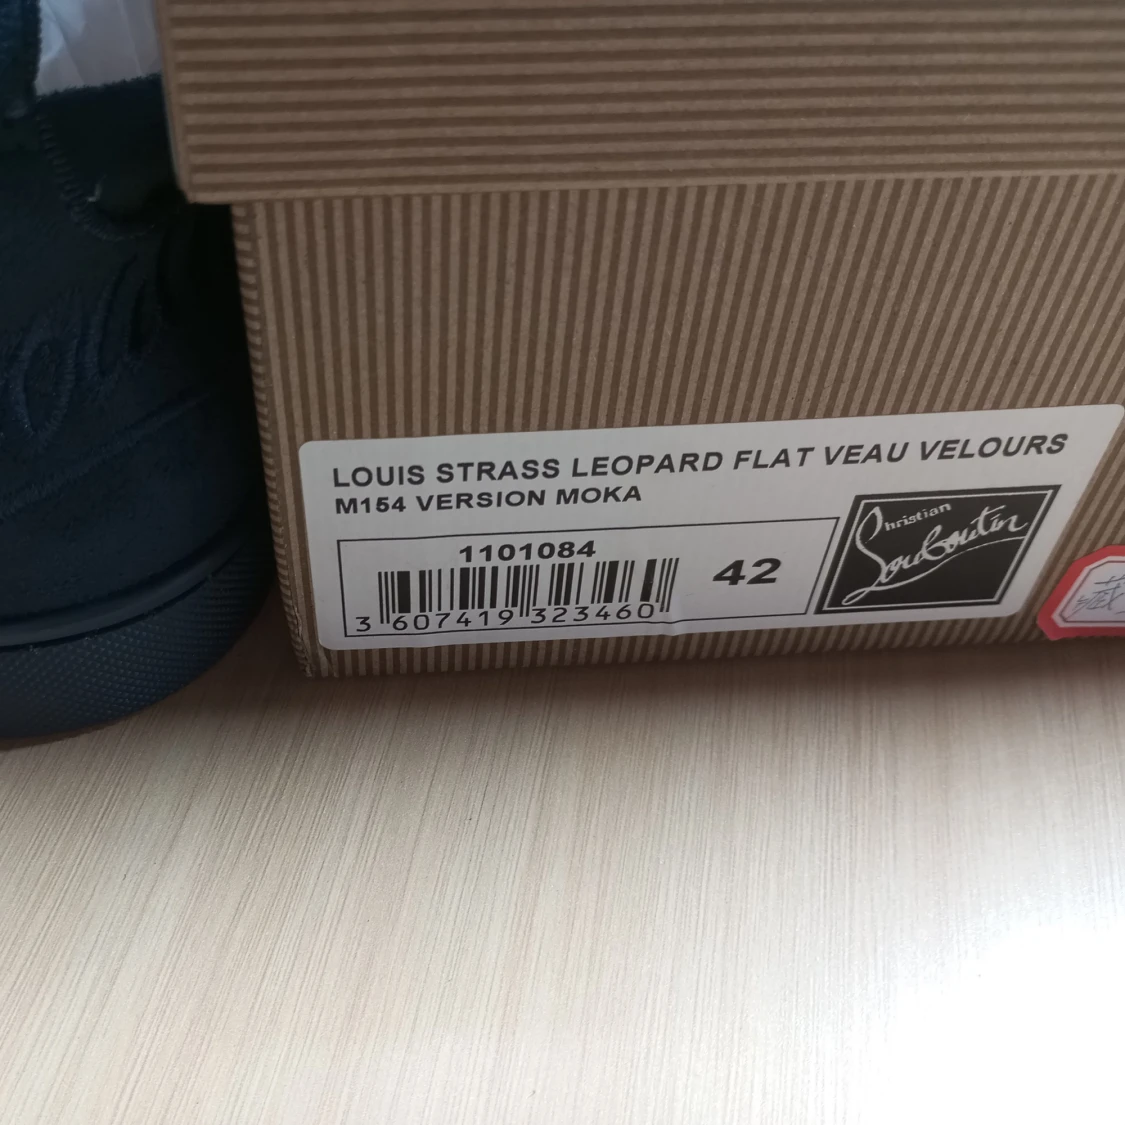 LOUIS STRASS LEOPARD FLAT VEAU VELOURS
M154 VERSION MOKA
1101084
42
3 607419 323460
Christian
Louboutin